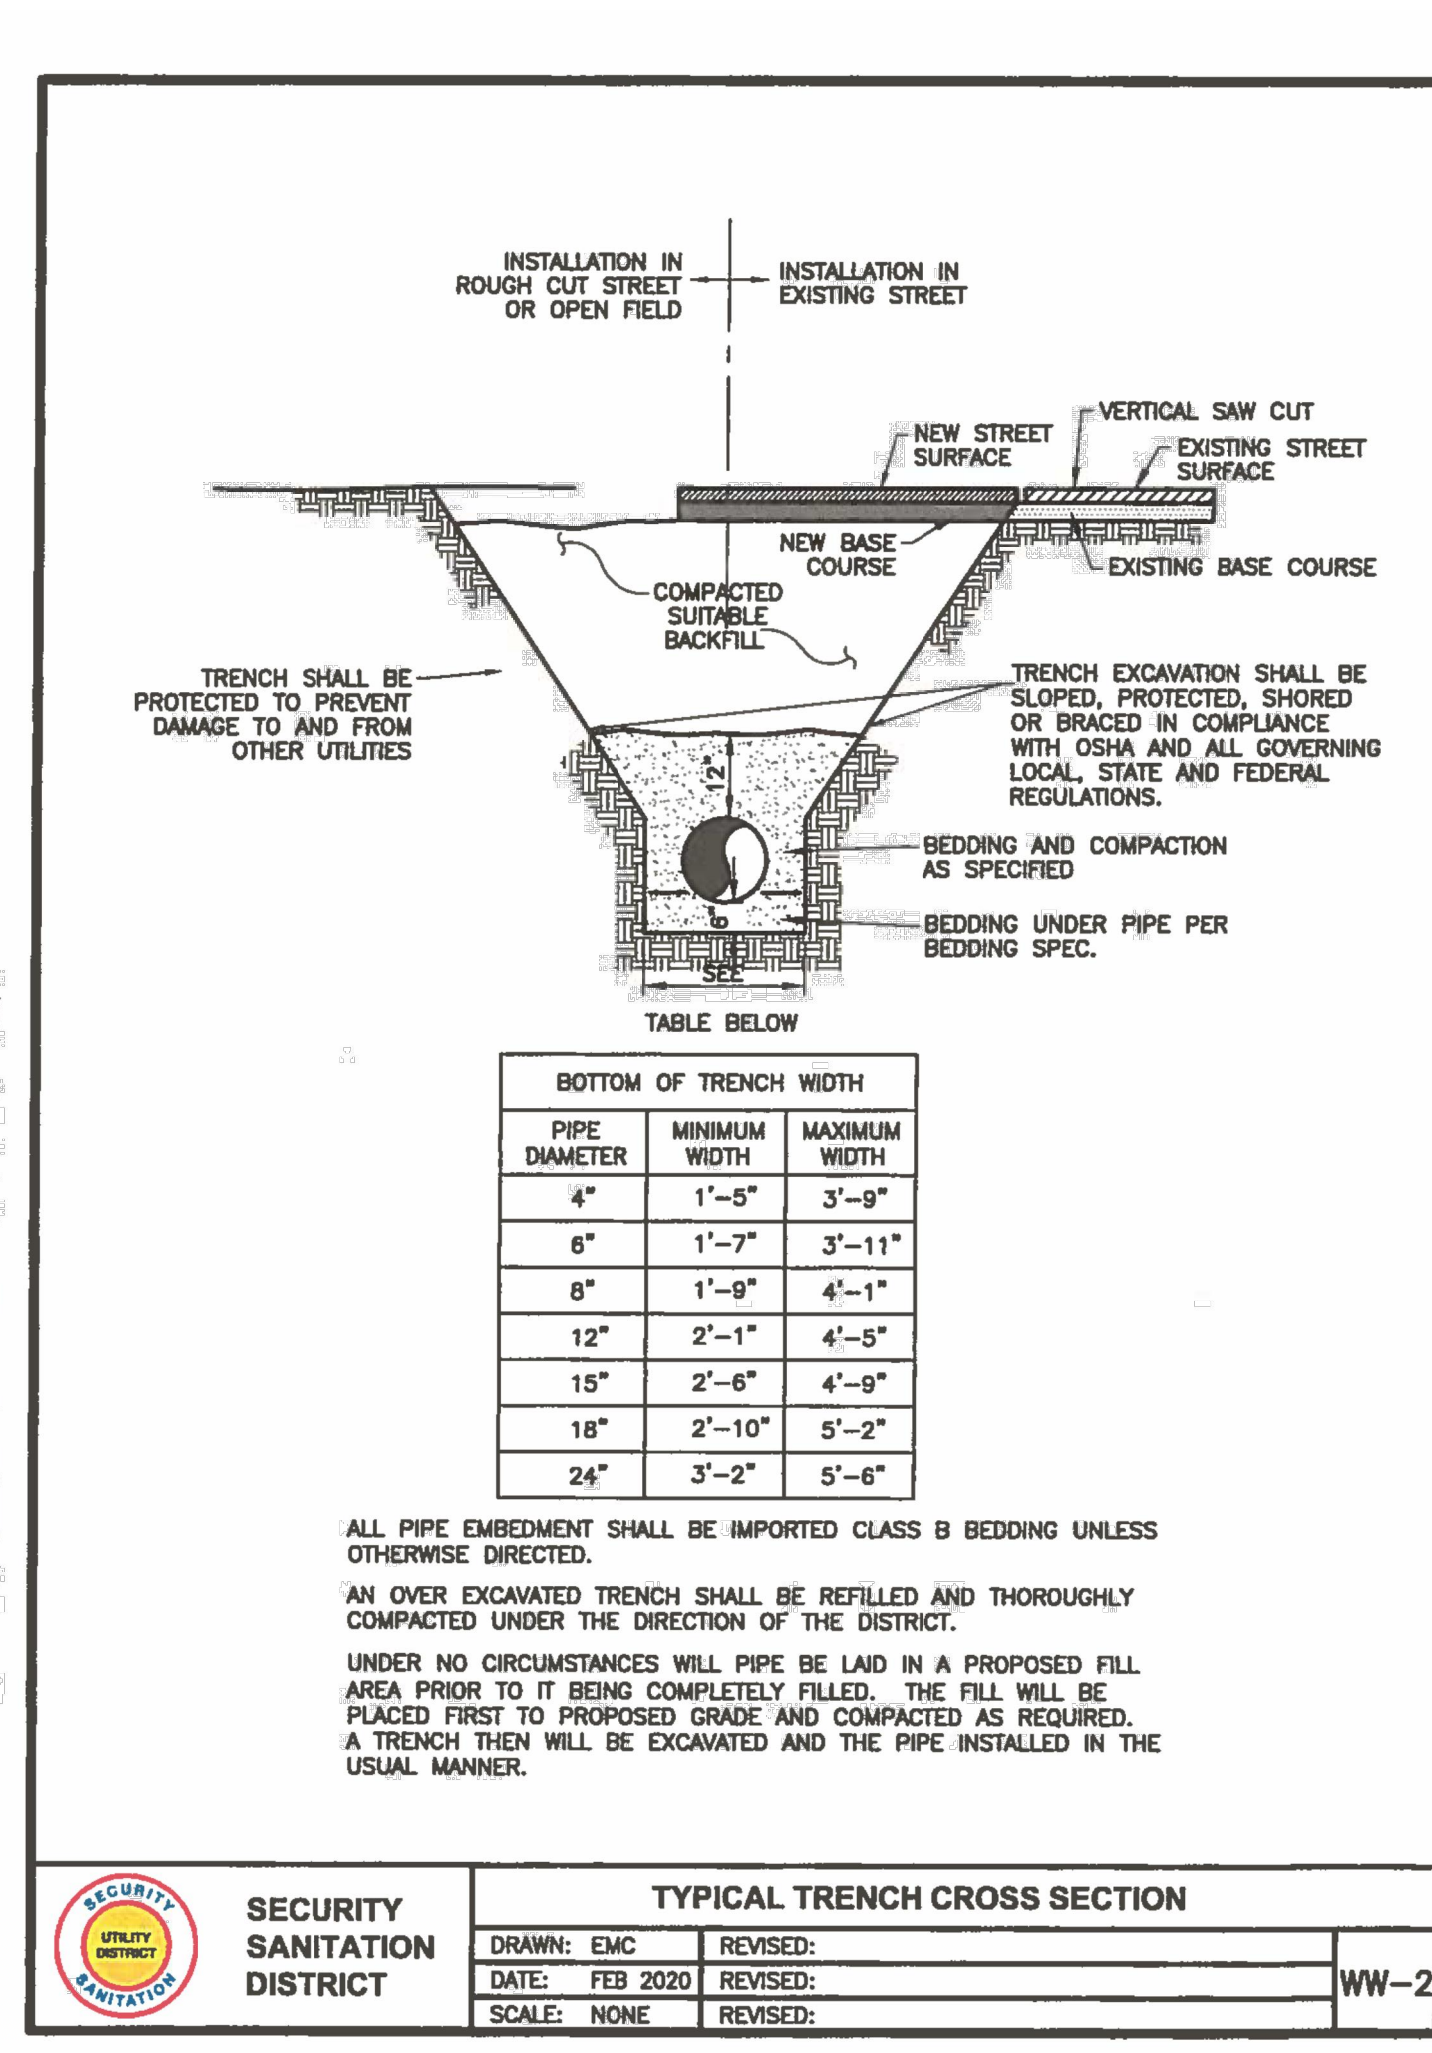 INSTALLATION IN
ROUGH CUT STREET
OR OPEN FIELD
INSTALLATION IN
EXISTING STREET
VERTICAL SAW CUT
NEW STREET
SURFACE
EXISTING STREET
SURFACE
NEW BASE
COURSE
EXISTING BASE COURSE
COMPACTED
SUITABLE
BACKFILL
TRENCH SHALL BE
PROTECTED TO PREVENT
DAMAGE TO AND FROM
OTHER UTILITIES
TRENCH EXCAVATION SHALL BE
SLOPED, PROTECTED, SHORED
OR BRACED IN COMPLIANCE
WITH OSHA AND ALL GOVERNING
LOCAL, STATE AND FEDERAL
REGULATIONS.
12"
BEDDING AND COMPACTION
AS SPECIFIED
6"
BEDDING UNDER PIPE PER
BEDDING SPEC.
SEE
TABLE BELOW
BOTTOM OF TRENCH WIDTH
PIPE DIAMETER MINIMUM WIDTH MAXIMUM WIDTH
4" 1'-5" 3'-9"
6" 1'-7" 3'-11"
8" 1'-9" 4'-1"
12" 2'-1" 4'-5"
15" 2'-6" 4'-9"
18" 2'-10" 5'-2"
24" 3'-2" 5'-6"
ALL PIPE EMBEDMENT SHALL BE IMPORTED CLASS B BEDDING UNLESS
OTHERWISE DIRECTED.
AN OVER EXCAVATED TRENCH SHALL BE REFILLED AND THOROUGHLY
COMPACTED UNDER THE DIRECTION OF THE DISTRICT.
UNDER NO CIRCUMSTANCES WILL PIPE BE LAID IN A PROPOSED FILL
AREA PRIOR TO IT BEING COMPLETELY FILLED. THE FILL WILL BE
PLACED FIRST TO PROPOSED GRADE AND COMPACTED AS REQUIRED.
A TRENCH THEN WILL BE EXCAVATED AND THE PIPE INSTALLED IN THE
USUAL MANNER.
SECURITY
UTILITY
DISTRICT
SANITATION
SECURITY
SANITATION
DISTRICT
TYPICAL TRENCH CROSS SECTION
DRAWN: EMC REVISED:
DATE: FEB 2020 REVISED:
SCALE: NONE REVISED:
WW-2